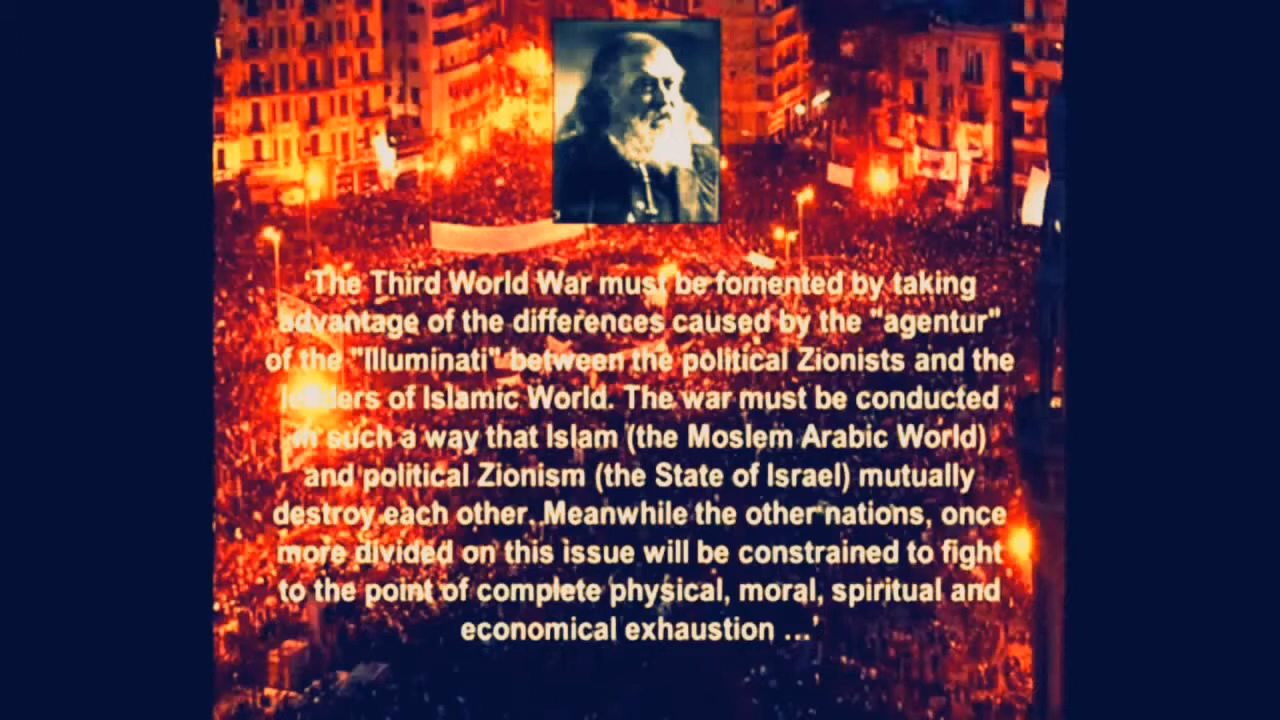 'The Third World War must be fomented by taking
advantage of the differences caused by the "agentur"
of the "Illuminati" between the political Zionists and the
leaders of Islamic World. The war must be conducted
in such a way that Islam (the Moslem Arabic World)
and political Zionism (the State of Israel) mutually
destroy each other. Meanwhile the other nations, once
more divided on this issue will be constrained to fight
to the point of complete physical, moral, spiritual and
economical exhaustion ...'